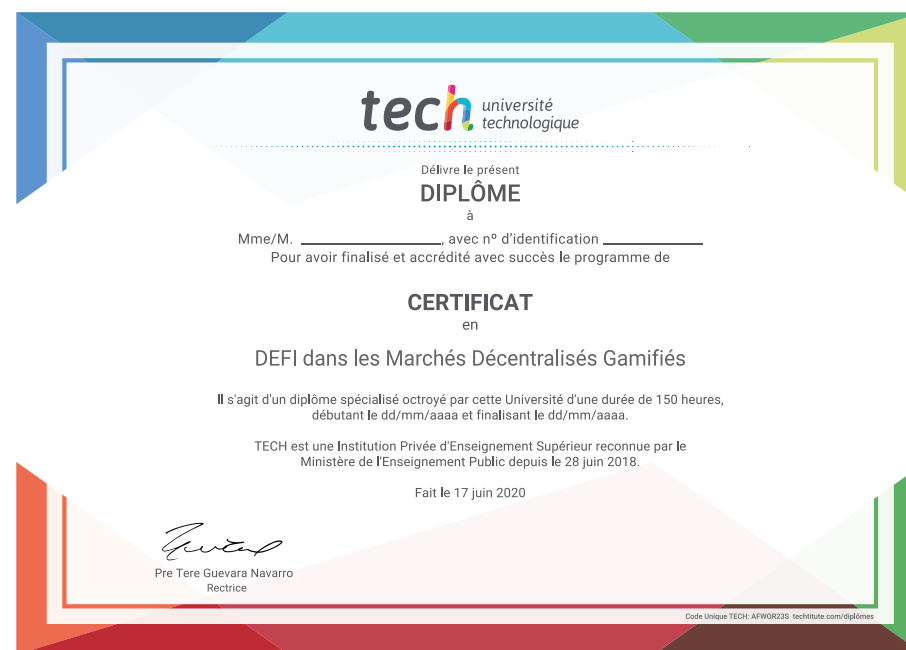 tech université
technologique
Délivre le présent
DIPLÔME
à
Mme/M. ____________________, avec nº d'identification ______________
Pour avoir finalisé et accrédité avec succès le programme de
CERTIFICAT
en
DEFI dans les Marchés Décentralisés Gamifiés
Il s'agit d'un diplôme spécialisé octroyé par cette Université d'une durée de 150 heures,
débutant le dd/mm/aaaa et finalisant le dd/mm/aaaa.
TECH est une Institution Privée d'Enseignement Supérieur reconnue par le
Ministère de l'Enseignement Public depuis le 28 juin 2018.
Fait le 17 juin 2020
Pre Tere Guevara Navarro
Rectrice
Code Unique TECH: AFWOR23S techtitute.com/diplômes